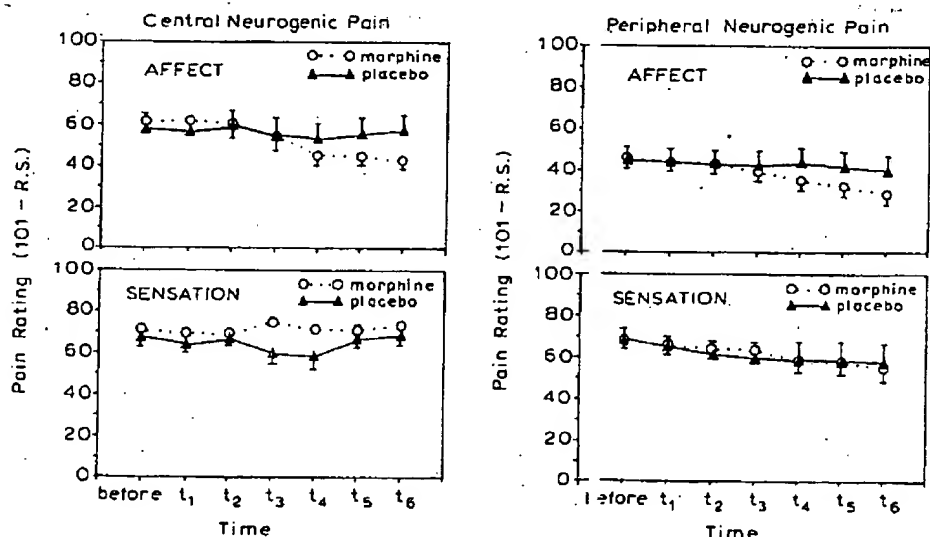 Central Neurogenic Pain
100
80
60
40
20
0
AFFECT
morphine
placebo
100
80
60
40
20
0
SENSATION
morphine
placebo
Pain Rating (101-R.S.)
before t1 t2 t3 t4 t5 t6
Time
Peripheral Neurogenic Pain
100
80
60
40
20
0
AFFECT
morphine
placebo
100
80
60
40
20
0
SENSATION
morphine
placebo
Pain Rating (101-R.S.)
before t1 t2 t3 t4 t5 t6
Time